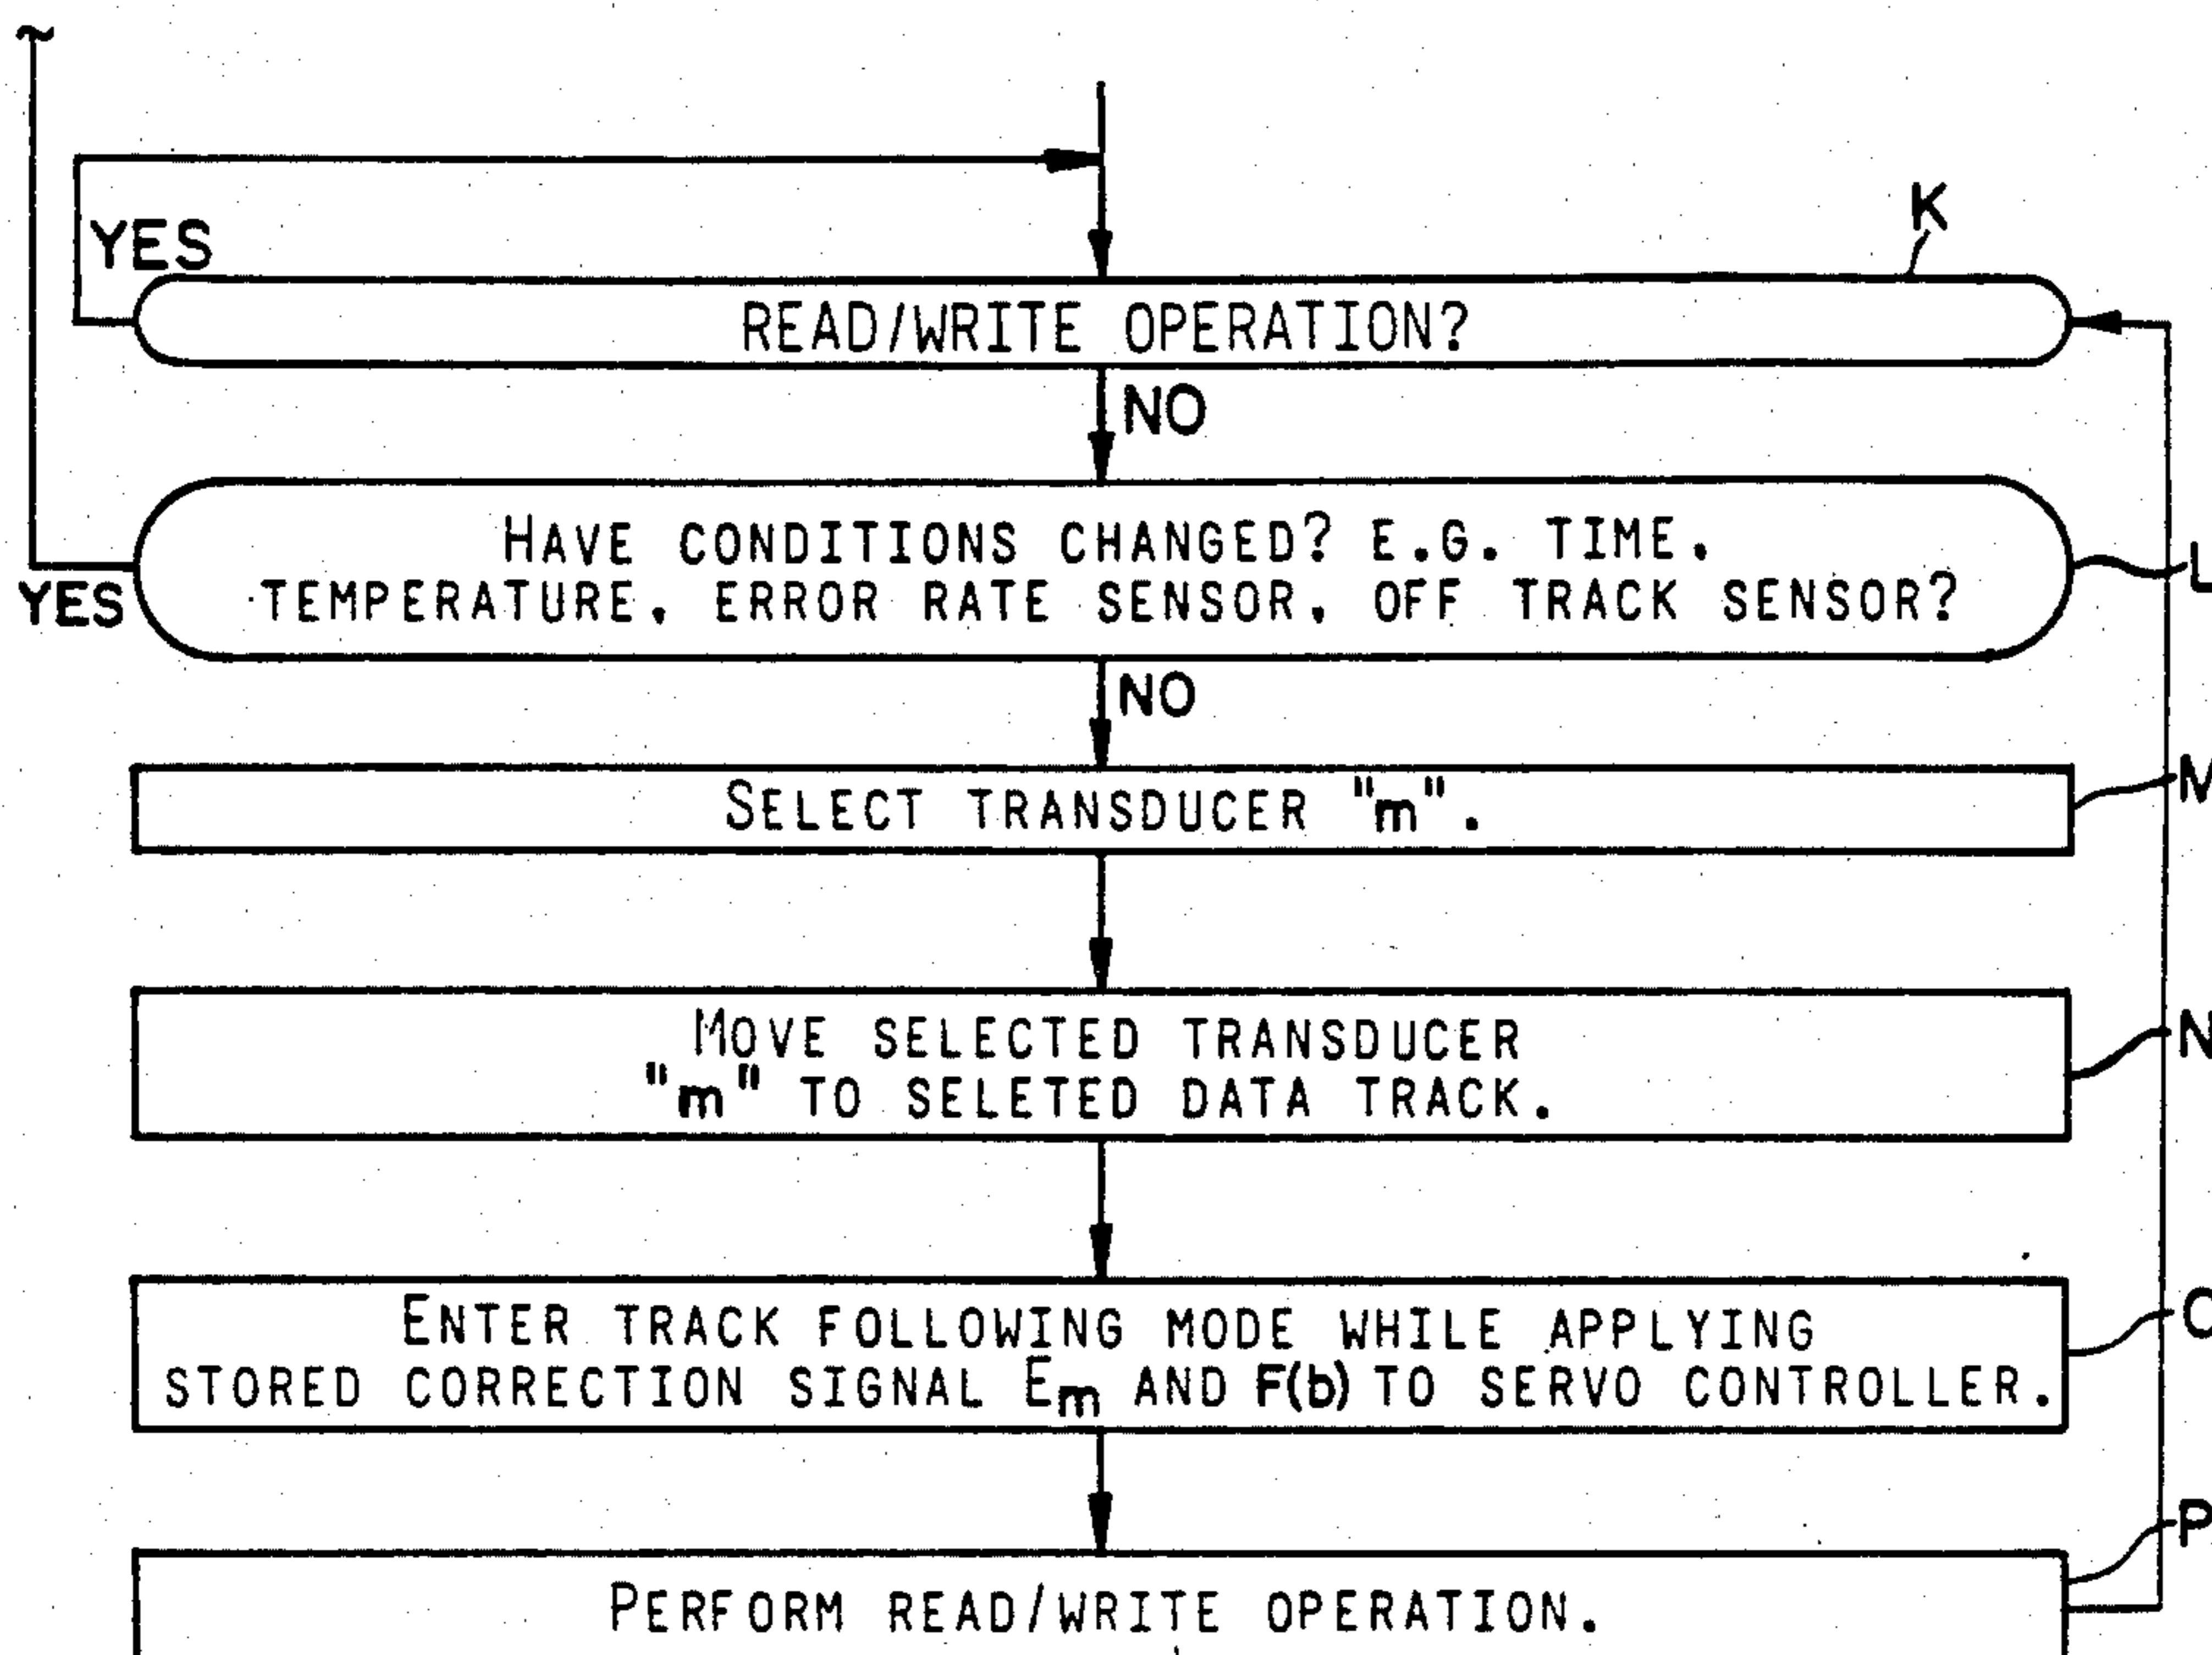 K
YES
READ/WRITE OPERATION?
NO
HAVE CONDITIONS CHANGED? E.G. TIME.
TEMPERATURE, ERROR RATE SENSOR, OFF TRACK SENSOR?
L
YES
NO
M
SELECT TRANSDUCER "m".
MOVE SELECTED TRANSDUCER
"m" TO SELETED DATA TRACK.
N
ENTER TRACK FOLLOWING MODE WHILE APPLYING
STORED CORRECTION SIGNAL Em AND F(b) TO SERVO CONTROLLER.
P
PERFORM READ/WRITE OPERATION.